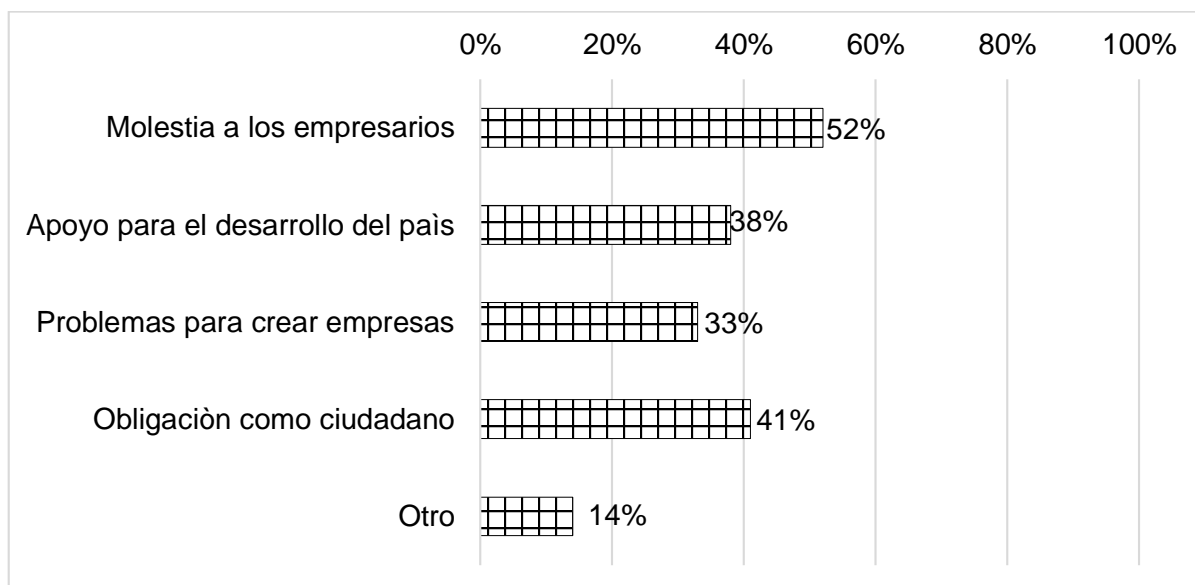 0% 20% 40% 60% 80% 100%
Molestia a los empresarios 52%
Apoyo para el desarrollo del paìs 38%
Problemas para crear empresas 33%
Obligaciòn como ciudadano 41%
Otro 14%